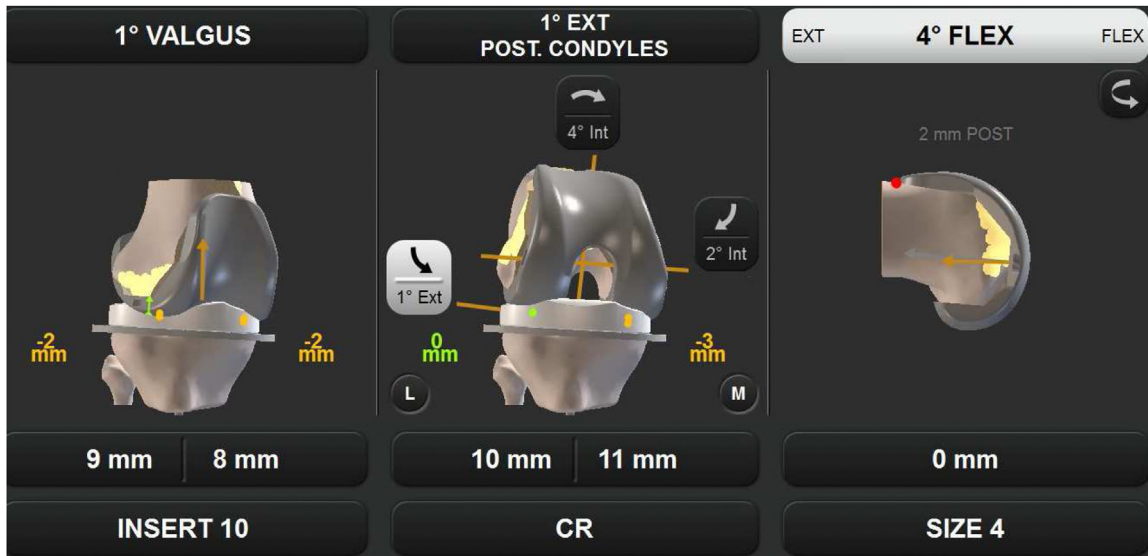 1° VALGUS
1° EXT
POST. CONDYLES
EXT 4° FLEX FLEX
4° Int
2 mm POST
2° Int
1° Ext
-2
mm
-2
mm
0
mm
-3
mm
L
M
9 mm 8 mm
10 mm 11 mm
0 mm
INSERT 10
CR
SIZE 4